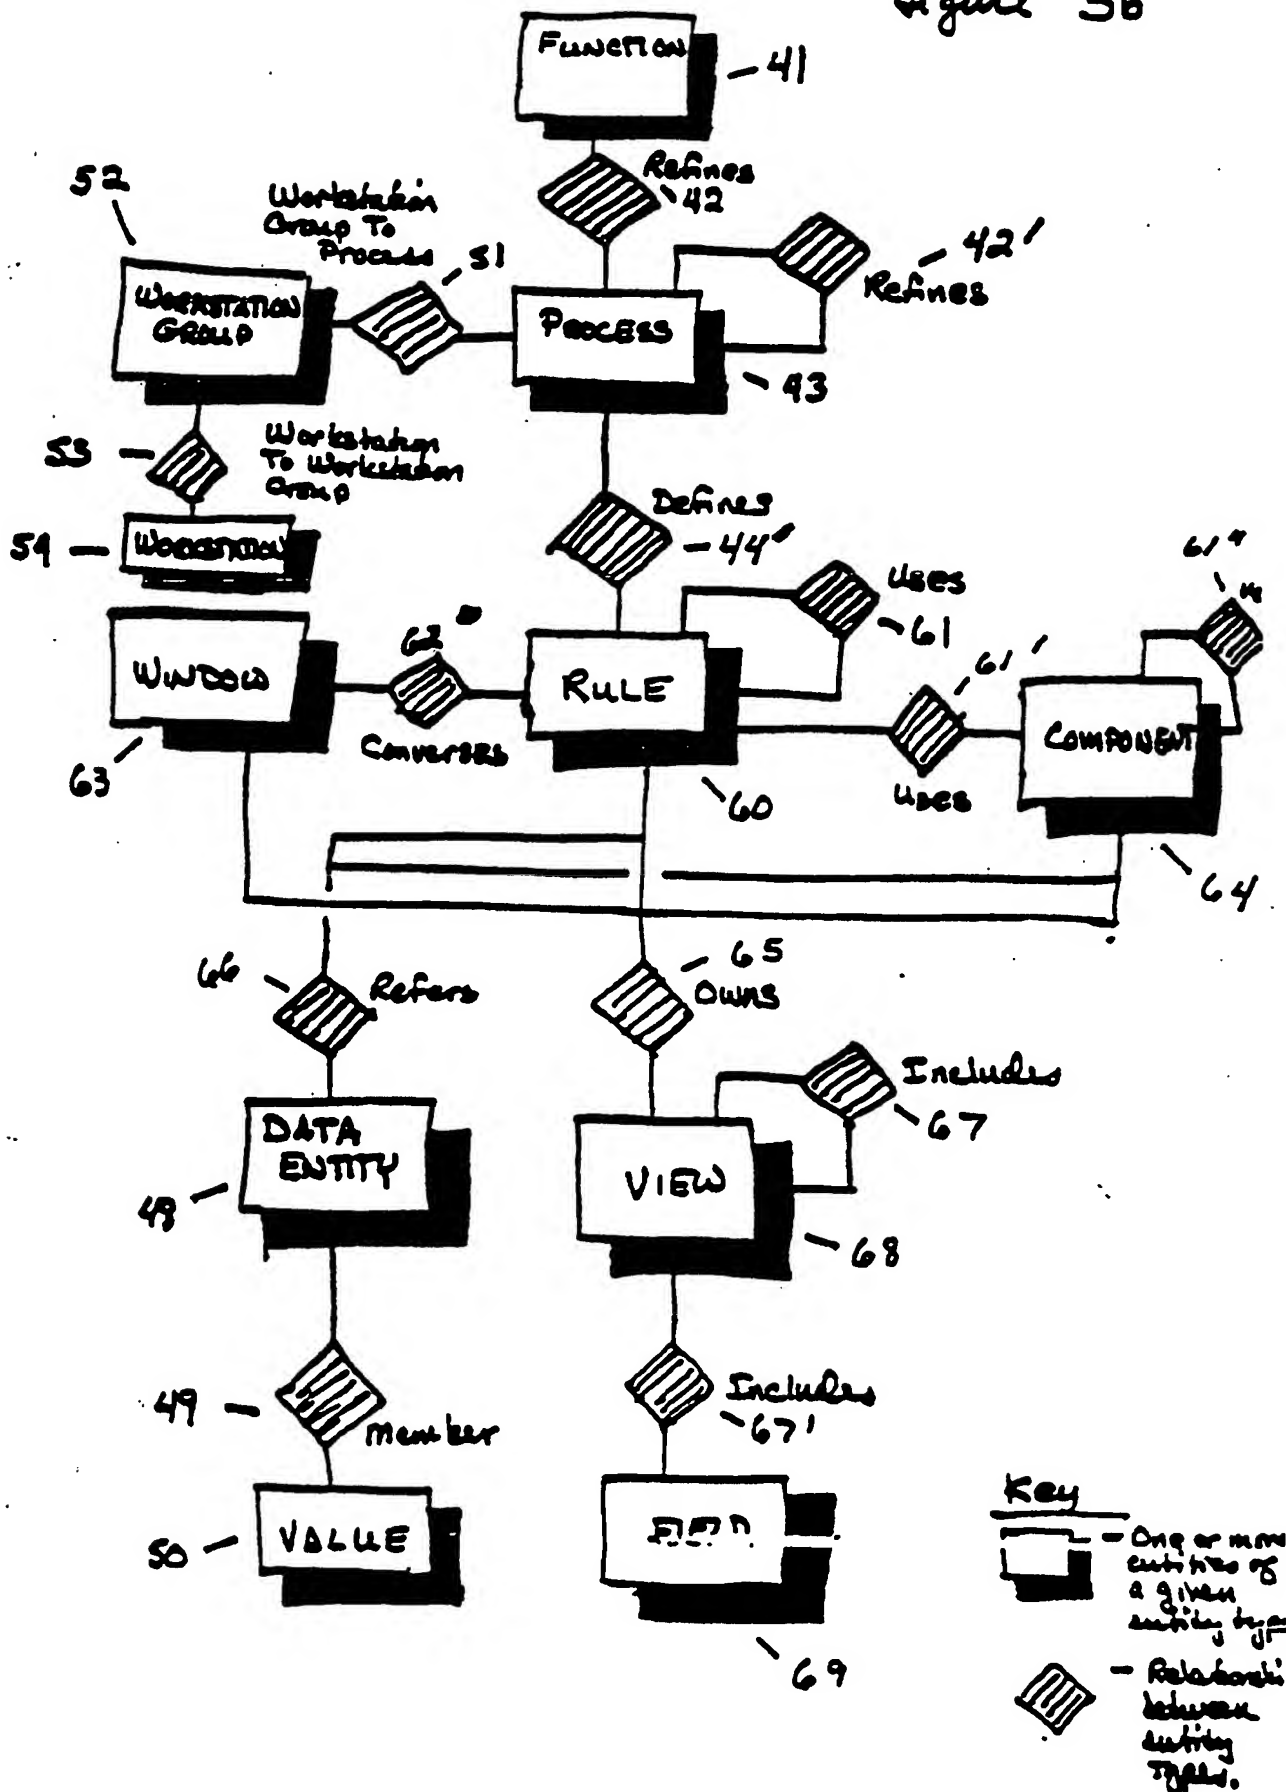 Figure 3b
FUNCTION
41
Refines
42
52
Workstation
Group To
Process
51
42'
Refines
WORKSTATION
GROUP
PROCESS
43
53
Workstation
To Workstation
Group
Defines
44"
54
WORKSTATION
Uses
61
61"
62"
WINDOW
RULE
61'
COMPONENT
Converses
63
60
Uses
64
66
Refers
65
Owns
Includes
67
DATA
ENTITY
VIEW
48
68
49
Member
Includes
67'
VALUE
50
FIELD
69
Key
= One or more
entities of
a given
entity
- 
between
entity
types.